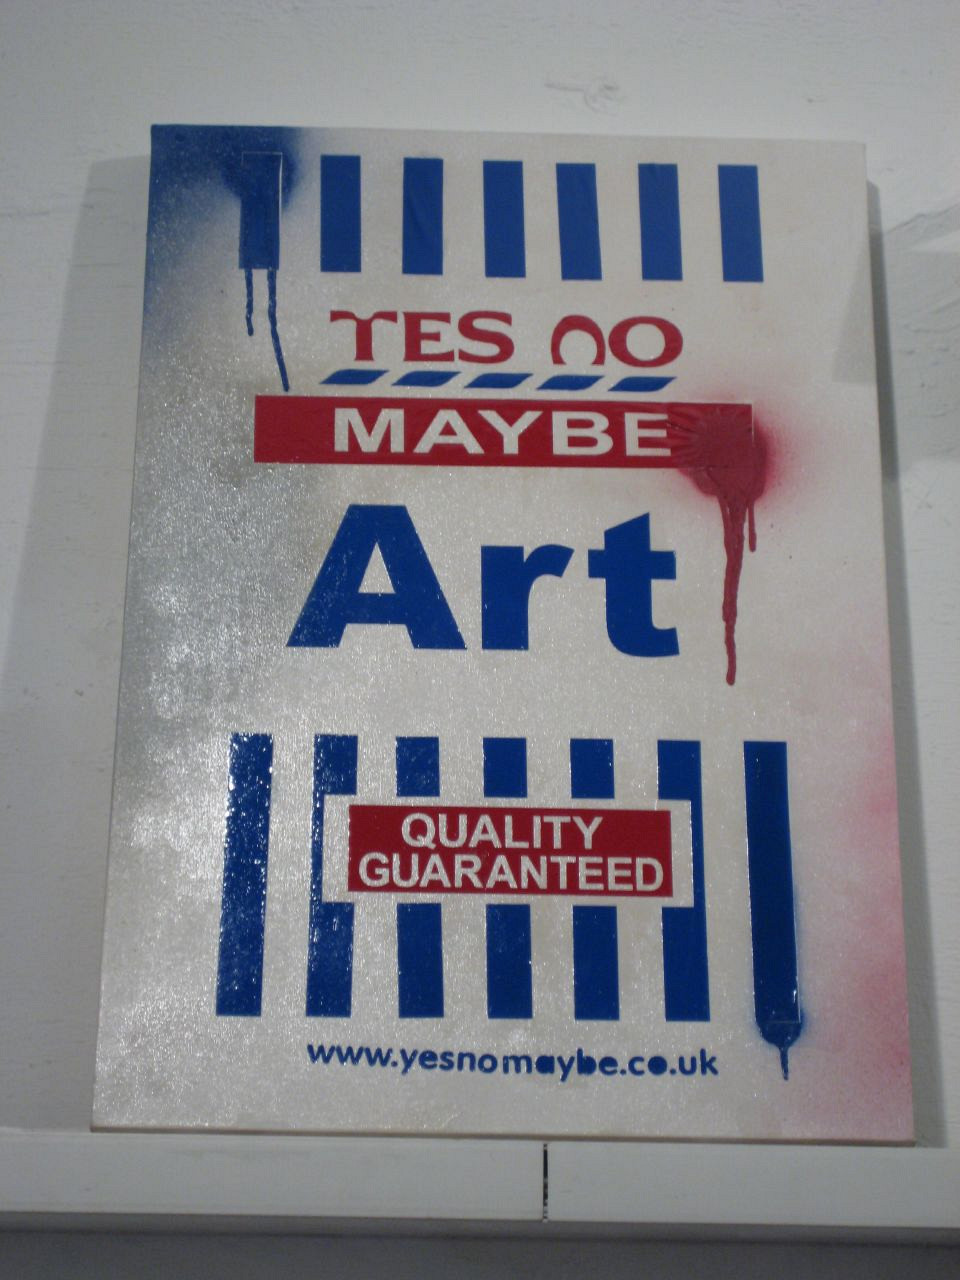 YES NO
MAYBE
Art
QUALITY
GUARANTEED
www.yesnomaybe.co.uk